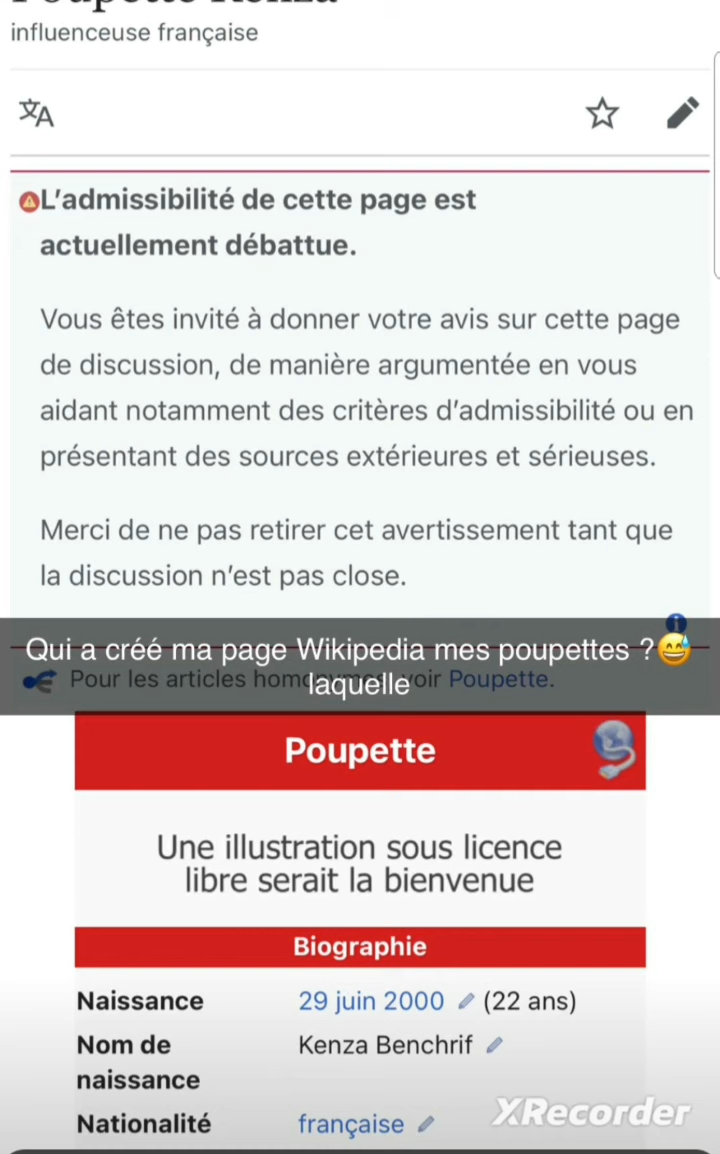 Poupette Kenza
influenceuse française
L'admissibilité de cette page est
actuellement débattue.
Vous êtes invité à donner votre avis sur cette page
de discussion, de manière argumentée en vous
aidant notamment des critères d'admissibilité ou en
présentant des sources extérieures et sérieuses.
Merci de ne pas retirer cet avertissement tant que
la discussion n'est pas close.
Qui a créé ma page Wikipedia mes poupettes ?😅
laquelle
Pour les articles voir Poupette.
Poupette
Une illustration sous licence
libre serait la bienvenue
Biographie
Naissance 29 juin 2000 (22 ans)
Nom de Kenza Benchrif
naissance
Nationalité française
XRecorder